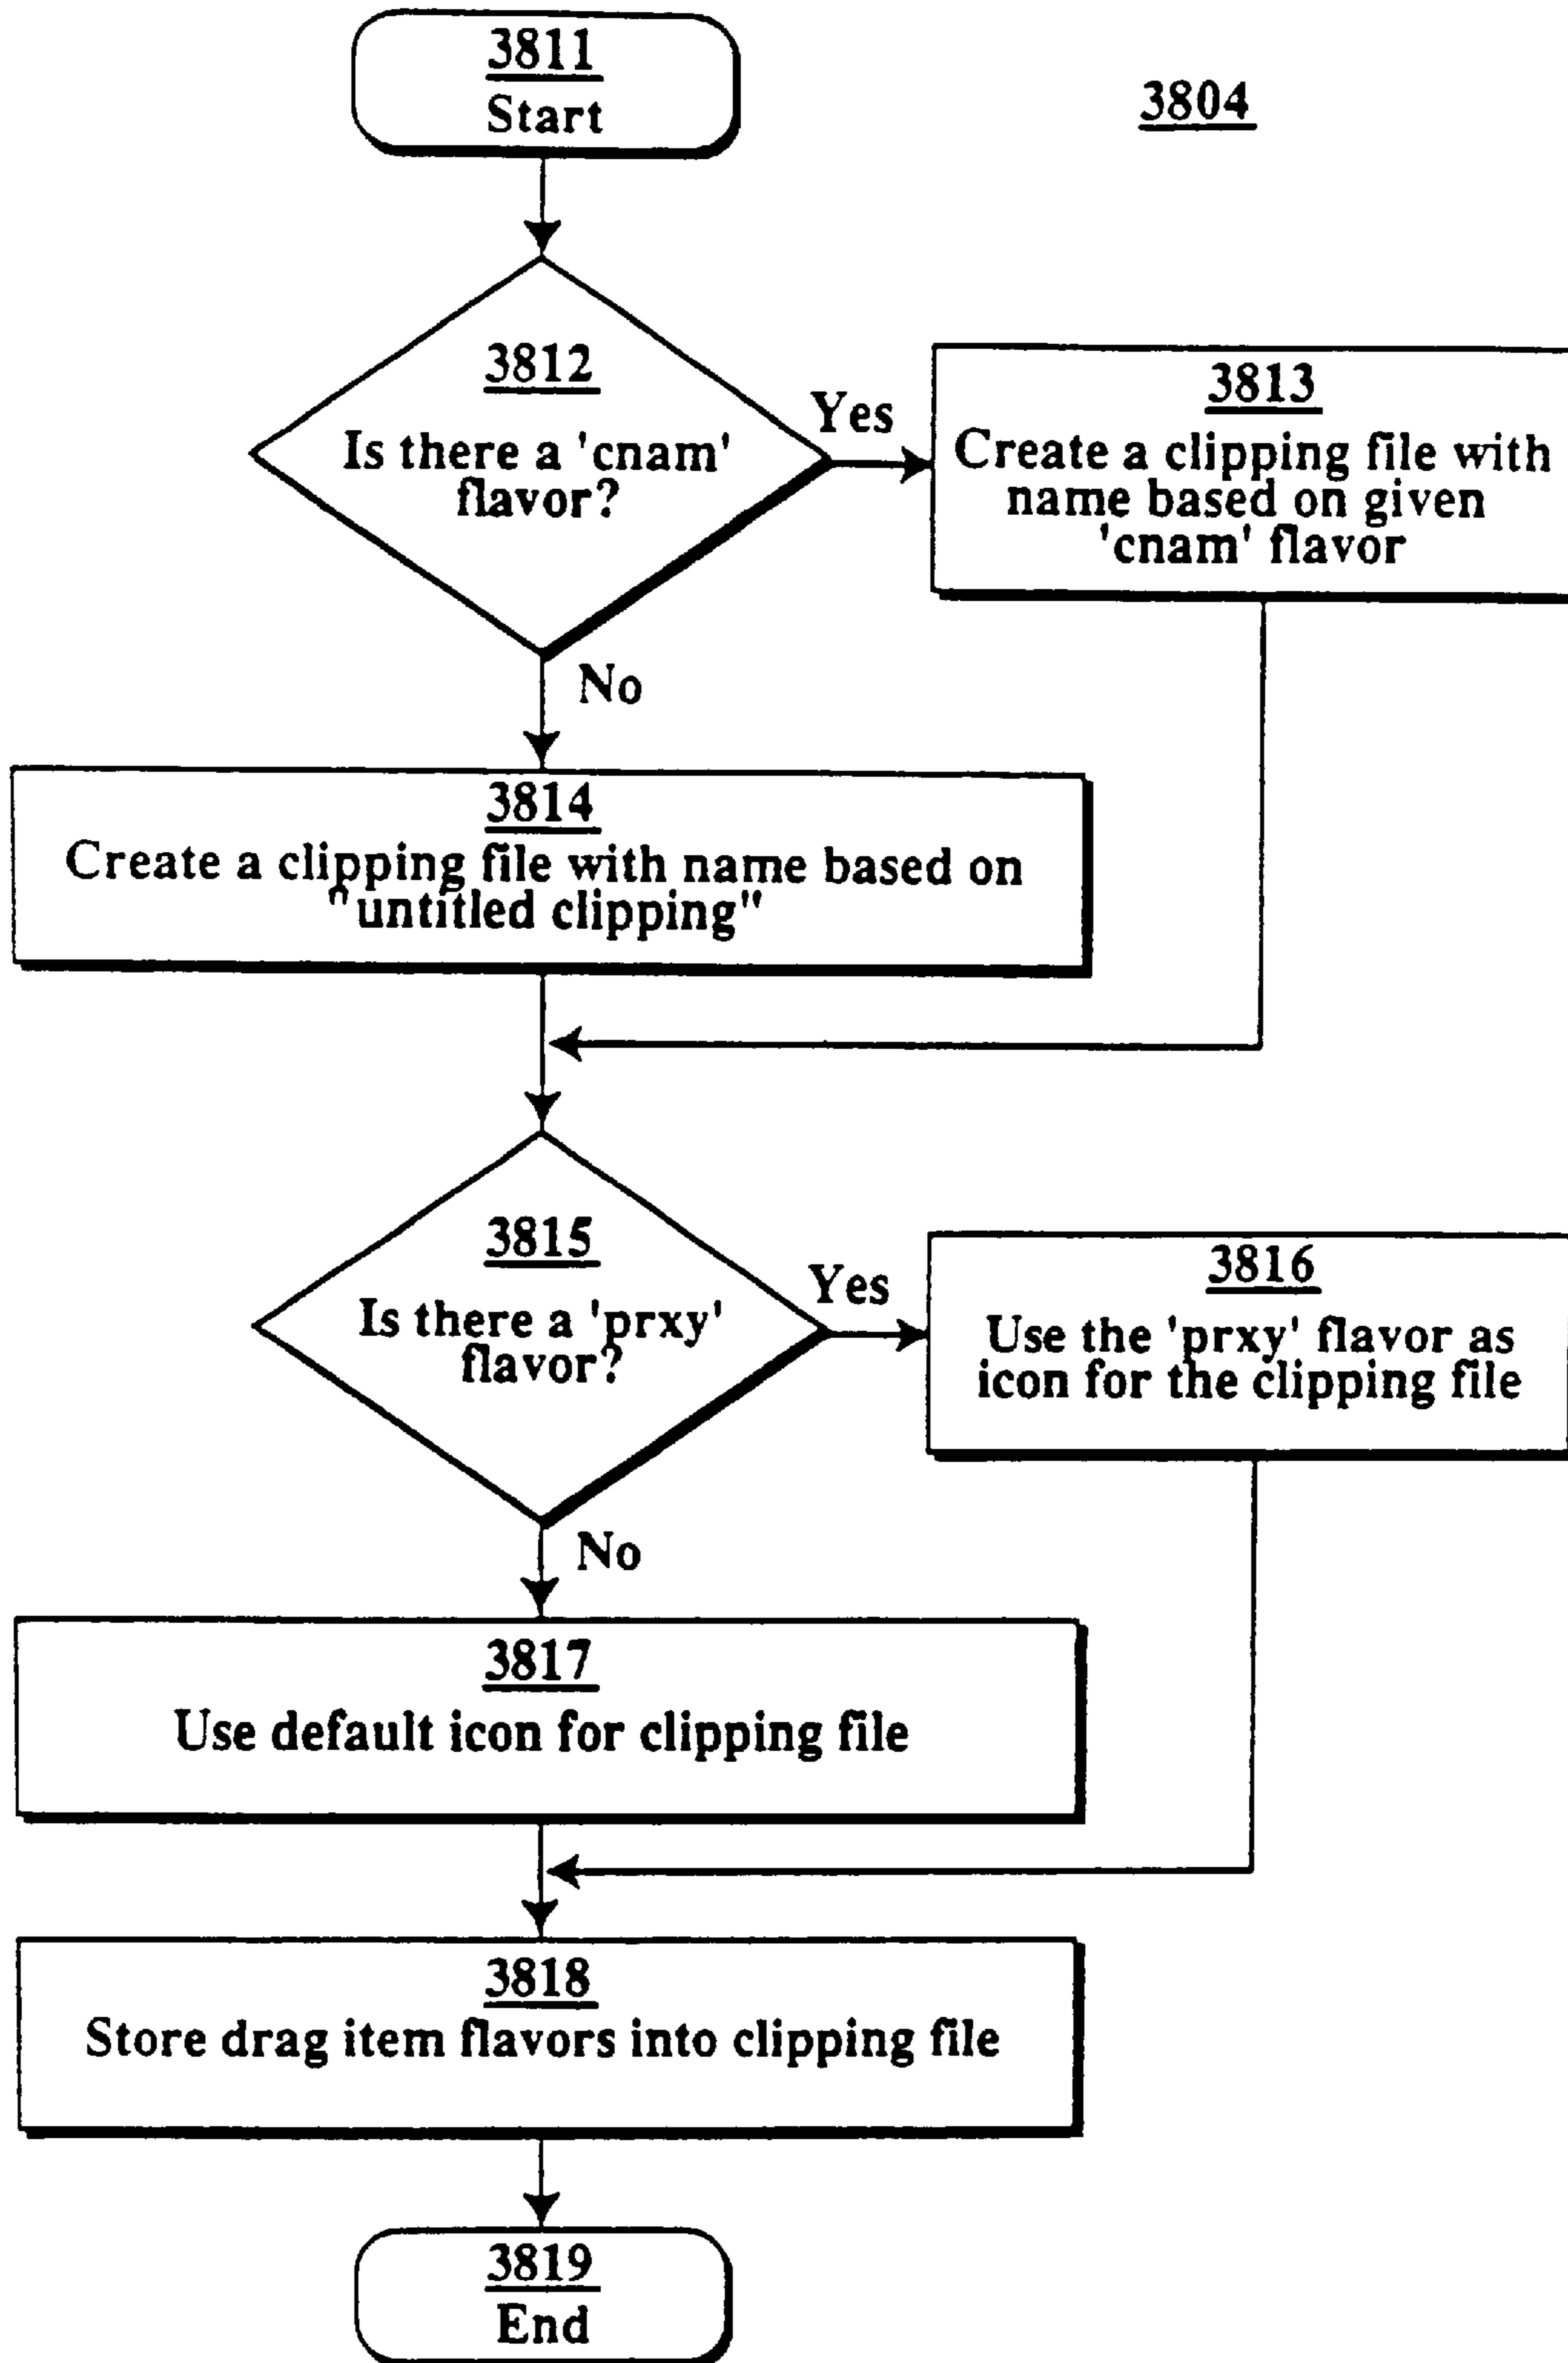 3811
Start
3804
3812
Is there a 'cnam'
flavor?
Yes
3813
Create a clipping file with
name based on given
'cnam' flavor
No
3814
Create a clipping file with name based on
"untitled clipping"
3815
Is there a 'prxy'
flavor?
Yes
3816
Use the 'prxy' flavor as
icon for the clipping file
No
3817
Use default icon for clipping file
3818
Store drag item flavors into clipping file
3819
End